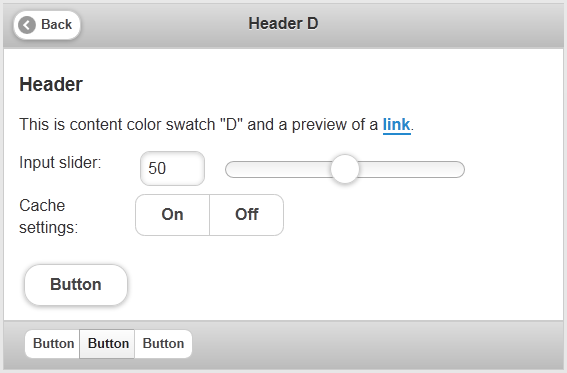 Back
Header D
Header
This is content color swatch "D" and a preview of a link.
Input slider: 50
Cache settings:
On Off
Button
Button Button Button